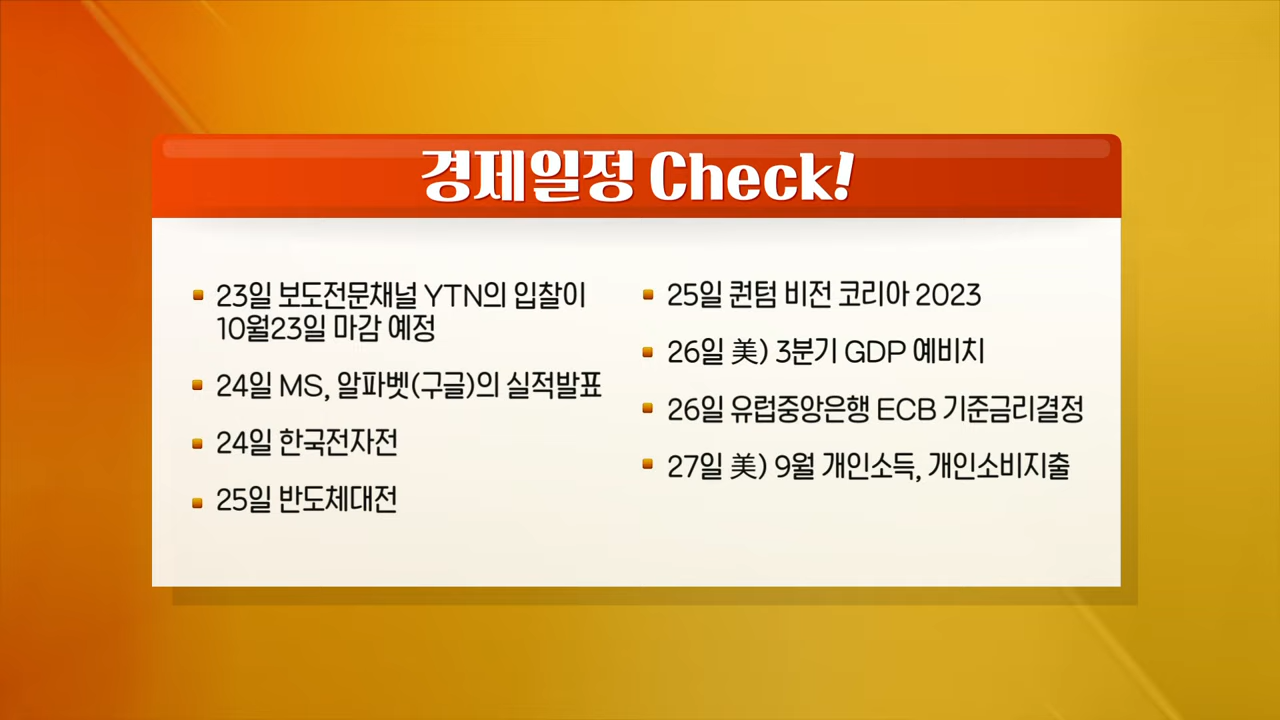 경제일정 Check!
23일 보도전문채널 YTN의 입찰이
10월23일 마감 예정
24일 MS, 알파벳(구글)의 실적발표
24일 한국전자전
25일 반도체대전
25일 퀀텀 비전 코리아 2023
26일 美) 3분기 GDP 예비치
26일 유럽중앙은행 ECB 기준금리결정
27일 美) 9월 개인소득, 개인소비지출